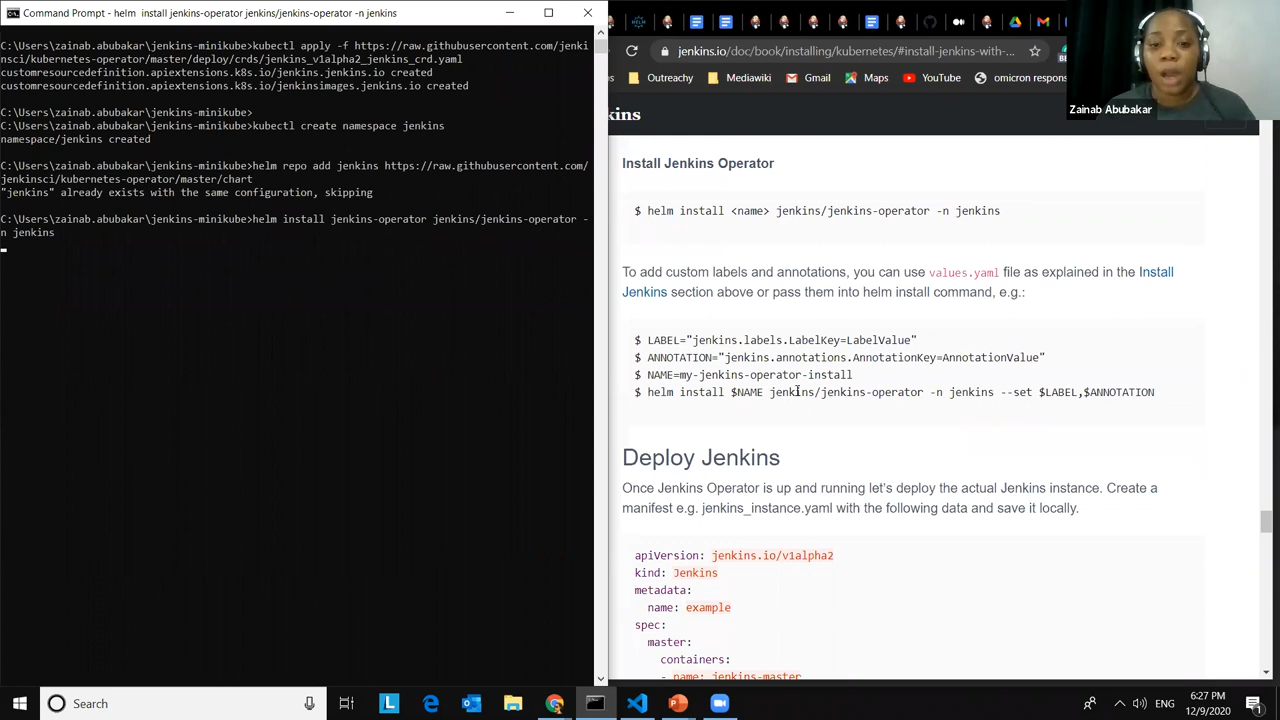 Command Prompt - helm  install jenkins-operator jenkins/jenkins-operator -n jenkins
C:\Users\zainab.abubakar\jenkins-minikube>kubectl apply -f https://raw.githubusercontent.com/jenki
nsci/kubernetes-operator/master/deploy/crds/jenkins_v1alpha2_jenkins_crd.yaml
customresourcedefinition.apiextensions.k8s.io/jenkins.jenkins.io created
customresourcedefinition.apiextensions.k8s.io/jenkinsimages.jenkins.io created
C:\Users\zainab.abubakar\jenkins-minikube>
C:\Users\zainab.abubakar\jenkins-minikube>kubectl create namespace jenkins
namespace/jenkins created
C:\Users\zainab.abubakar\jenkins-minikube>helm repo add jenkins https://raw.githubusercontent.com/
jenkinsci/kubernetes-operator/master/chart
"jenkins" already exists with the same configuration, skipping
C:\Users\zainab.abubakar\jenkins-minikube>helm install jenkins-operator jenkins/jenkins-operator -
n jenkins
jenkins.io/doc/book/installing/kubernetes/#install-jenkins-with-...
Outreachy
Gmail
Maps
YouTube
omicron respons
Zainab Abubakar
kins
Install Jenkins Operator
$ helm install <name> jenkins/jenkins-operator -n jenkins
To add custom labels and annotations, you can use values.yaml file as explained in the Install
Jenkins section above or pass them into helm install command, e.g.:
$ LABEL="jenkins.labels.LabelKey=LabelValue"
$ ANNOTATION="jenkins.annotations.AnnotationKey=AnnotationValue"
$ NAME=my-jenkins-operator-install
$ helm install $NAME jenkins/jenkins-operator -n jenkins --set $LABEL,$ANNOTATION
Deploy Jenkins
Once Jenkins Operator is up and running let's deploy the actual Jenkins instance. Create a
manifest e.g. jenkins_instance.yaml with the following data and save it locally.
apiVersion: jenkins.io/v1alpha2
kind: Jenkins
metadata:
name: example
spec:
master:
containers:
- name: jenkins-master
Search
ENG
6:27 PM
12/9/2020